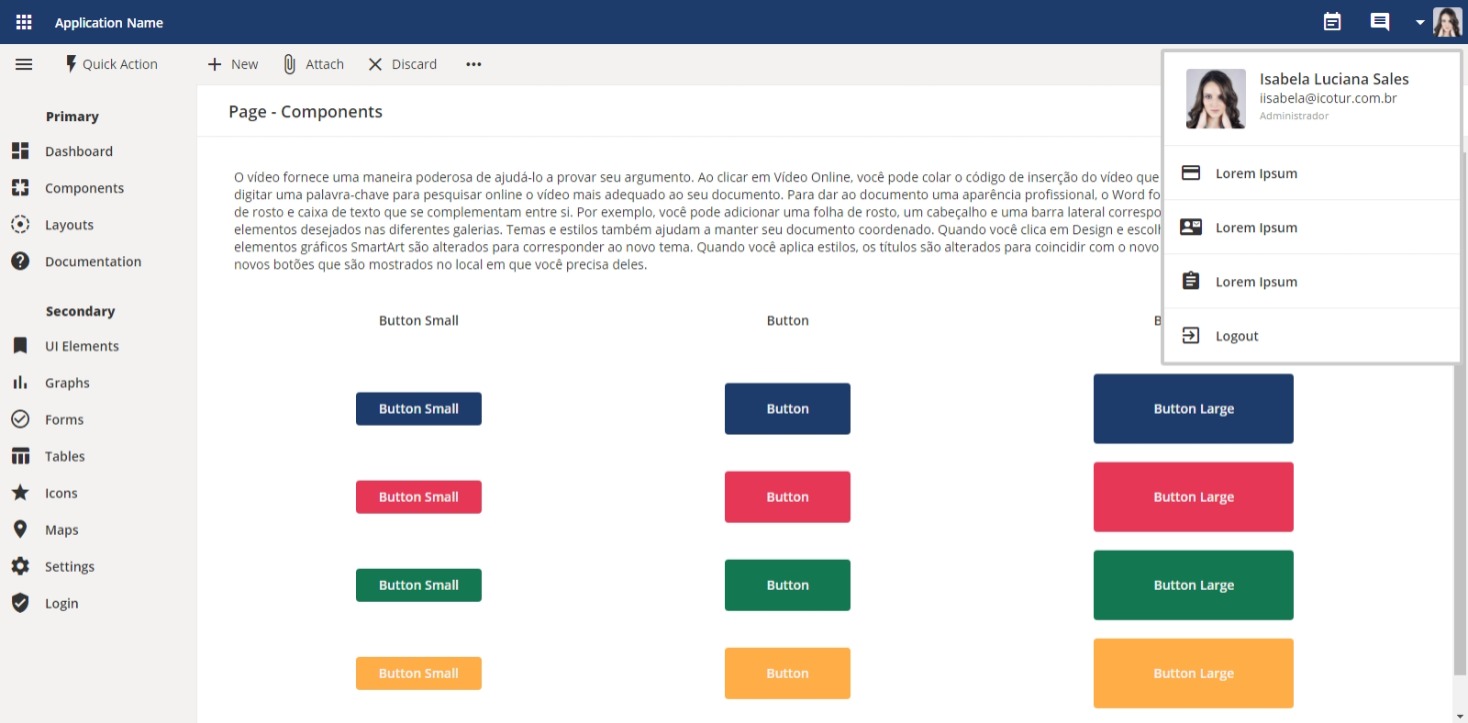 Application Name
Quick Action
New
Attach
Discard
Isabela Luciana Sales
iisabela@icotur.com.br
Administrador
Lorem Ipsum
Lorem Ipsum
Lorem Ipsum
Logout
Primary
Dashboard
Components
Layouts
Documentation
Secondary
UI Elements
Graphs
Forms
Tables
Icons
Maps
Settings
Login
Page - Components
O vídeo fornece uma maneira poderosa de ajudá-lo a provar seu argumento. Ao clicar em Vídeo Online, você pode colar o código de inserção do vídeo que
digitar uma palavra-chave para pesquisar online o vídeo mais adequado ao seu documento. Para dar ao documento uma aparência profissional, o Word
de rosto e caixa de texto que se complementam entre si. Por exemplo, você pode adicionar uma folha de rosto, um cabeçalho e uma barra lateral
elementos desejados nas diferentes galerias. Temas e estilos também ajudam a manter seu documento coordenado. Quando você clica em Design e
elementos gráficos SmartArt são alterados para corresponder ao novo tema. Quando você aplica estilos, os títulos são alterados para coincidir com o novo
novos botões que são mostrados no local em que você precisa deles.
Button Small
Button
Button Small
Button
Button Large
Button Small
Button
Button Large
Button Small
Button
Button Large
Button Small
Button
Button Large